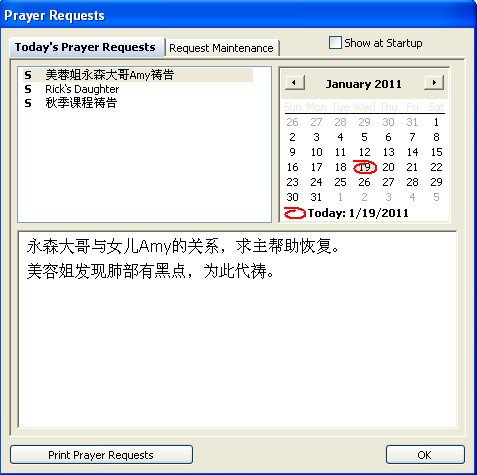 Prayer Requests
Today's Prayer Requests
Request Maintenance
Show at Startup
S 美蓉姐永森大哥Amy祷告
S Rick's Daughter
S 秋季课程祷告
January 2011
Sun Mon Tue Wed Thu Fri Sat
26 27 28 29 30 31 1
2 3 4 5 6 7 8
9 10 11 12 13 14 15
16 17 18 19 20 21 22
23 24 25 26 27 28 29
30 31 1 2 3 4 5
Today: 1/19/2011
永森大哥与女儿Amy的关系，求主帮助恢复。
美容姐发现肺部有黑点，为此代祷。
Print Prayer Requests
OK